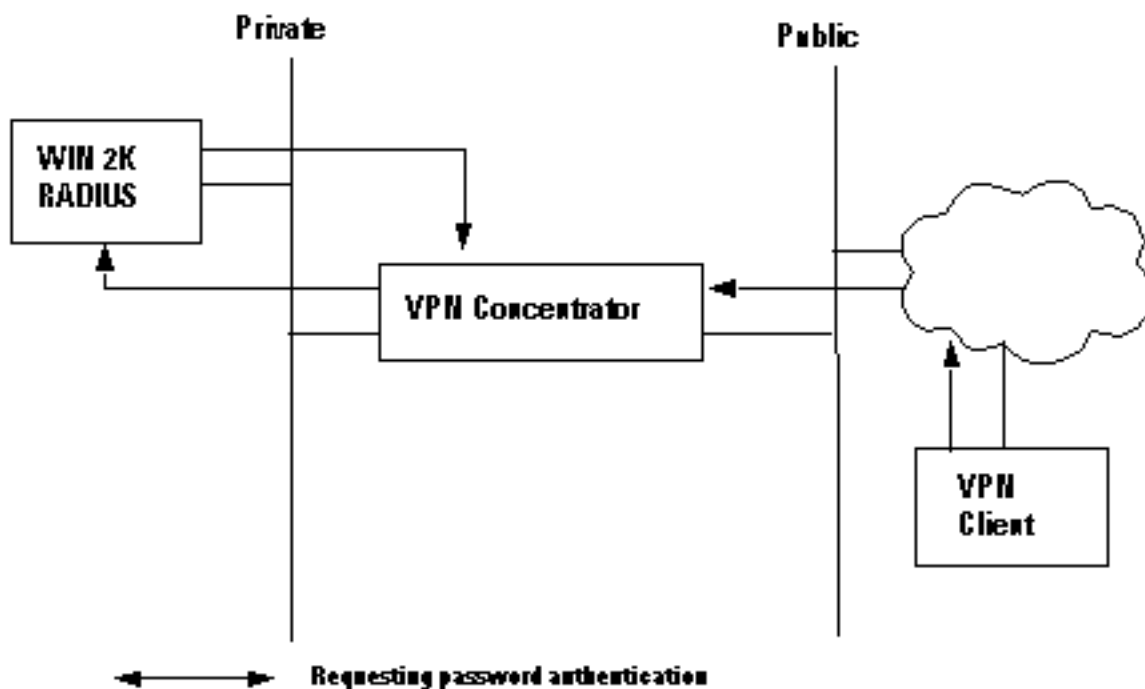 Private
Public
WIN 2K
RADIUS
VPN Concentrator
VPN
Client
Requesting password authentication